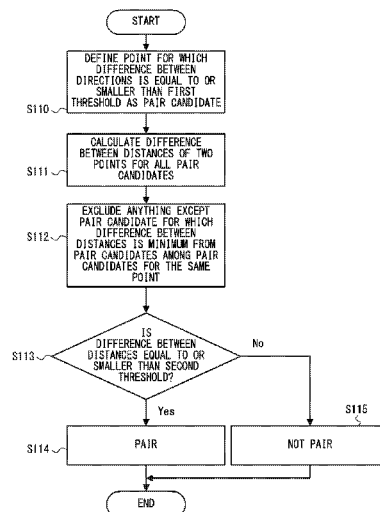 START
DEFINE POINT FOR WHICH
DIFFERENCE BETWEEN
DIRECTIONS IS EQUAL TO OR
SMALLER THAN FIRST
THRESHOLD AS PAIR CANDIDATE
S110
CALCULATE DIFFERENCE
BETWEEN DISTANCES OF TWO
POINTS FOR ALL PAIR
CANDIDATES
S111
EXCLUDE ANYTHING EXCEPT
PAIR CANDIDATE FOR WHICH
DIFFERENCE BETWEEN
DISTANCES IS MINIMUM FROM
PAIR CANDIDATES AMONG PAIR
CANDIDATES FOR THE SAME
POINT
S112
IS
DIFFERENCE BETWEEN
DISTANCES EQUAL TO OR
SMALLER THAN SECOND
THRESHOLD?
S113
No
Yes
S115
PAIR
NOT PAIR
S114
END